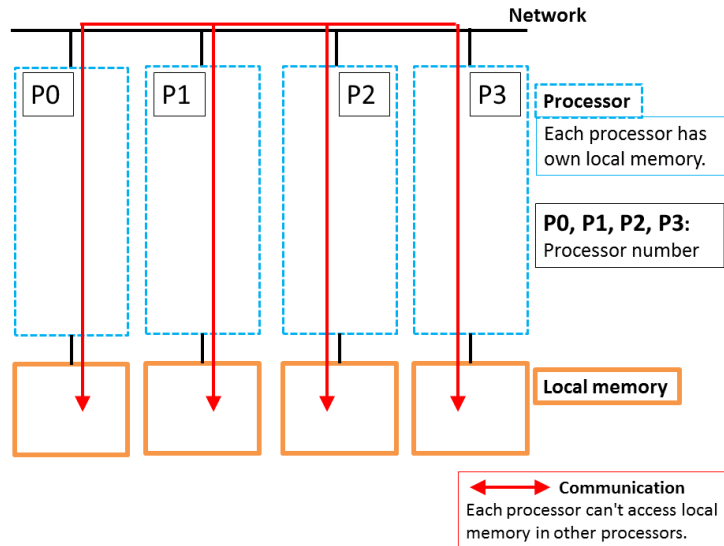 Network
P0
P1
P2
P3
Processor
Each processor has
own local memory.
P0, P1, P2, P3:
Processor number
Local memory
Communication
Each processor can't access local
memory in other processors.